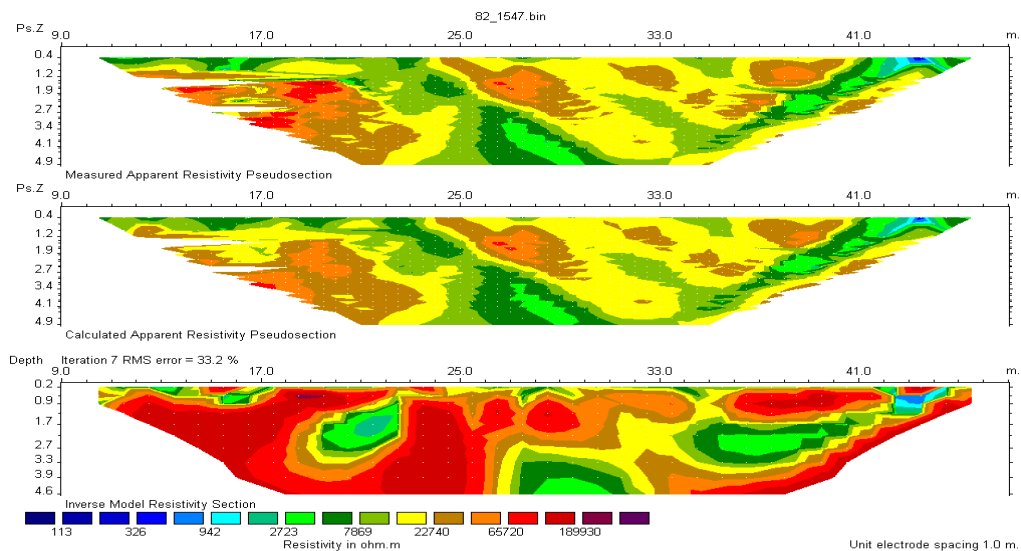 82_1547.bin
Ps.Z
9.0 17.0 25.0 33.0 41.0 m.
0.4
1.2
1.9
2.7
3.4
4.1
4.9
Measured Apparent Resistivity Pseudosection
Ps.Z
9.0 17.0 25.0 33.0 41.0 m.
0.4
1.2
1.9
2.7
3.4
4.1
4.9
Calculated Apparent Resistivity Pseudosection
Depth Iteration 7 RMS error = 33.2 %
9.0 17.0 25.0 33.0 41.0 m.
0.2
0.9
1.7
2.7
3.3
3.9
4.6
Inverse Model Resistivity Section
113 326 942 2723 7869 22740 65720 189930
Resistivity in ohm.m Unit electrode spacing 1.0 m.